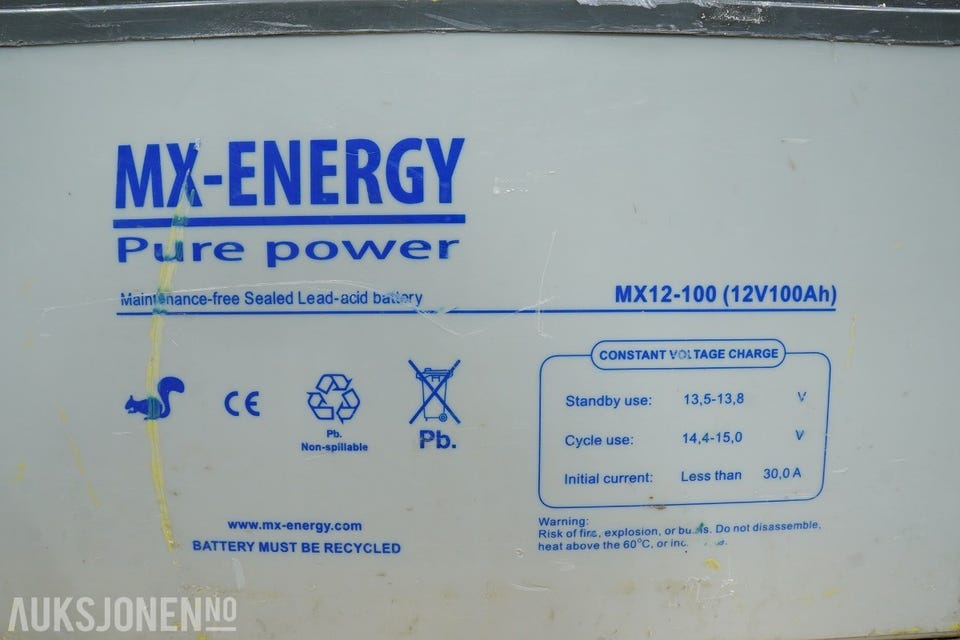 MX-ENERGY
Pure power
Maintenance-free Sealed Lead-acid battery
MX12-100 (12V100Ah)
CONSTANT VOLTAGE CHARGE
Standby use: 13,5-13,8 V
Cycle use: 14,4-15,0 V
Initial current: Less than 30,0 A
CE
Pb.
Non-spillable
Pb.
www.mx-energy.com
BATTERY MUST BE RECYCLED
Warning:
Risk of fire, explosion, or burns. Do not disassemble,
heat above the 60°C, or
AUKSJONEN.NO